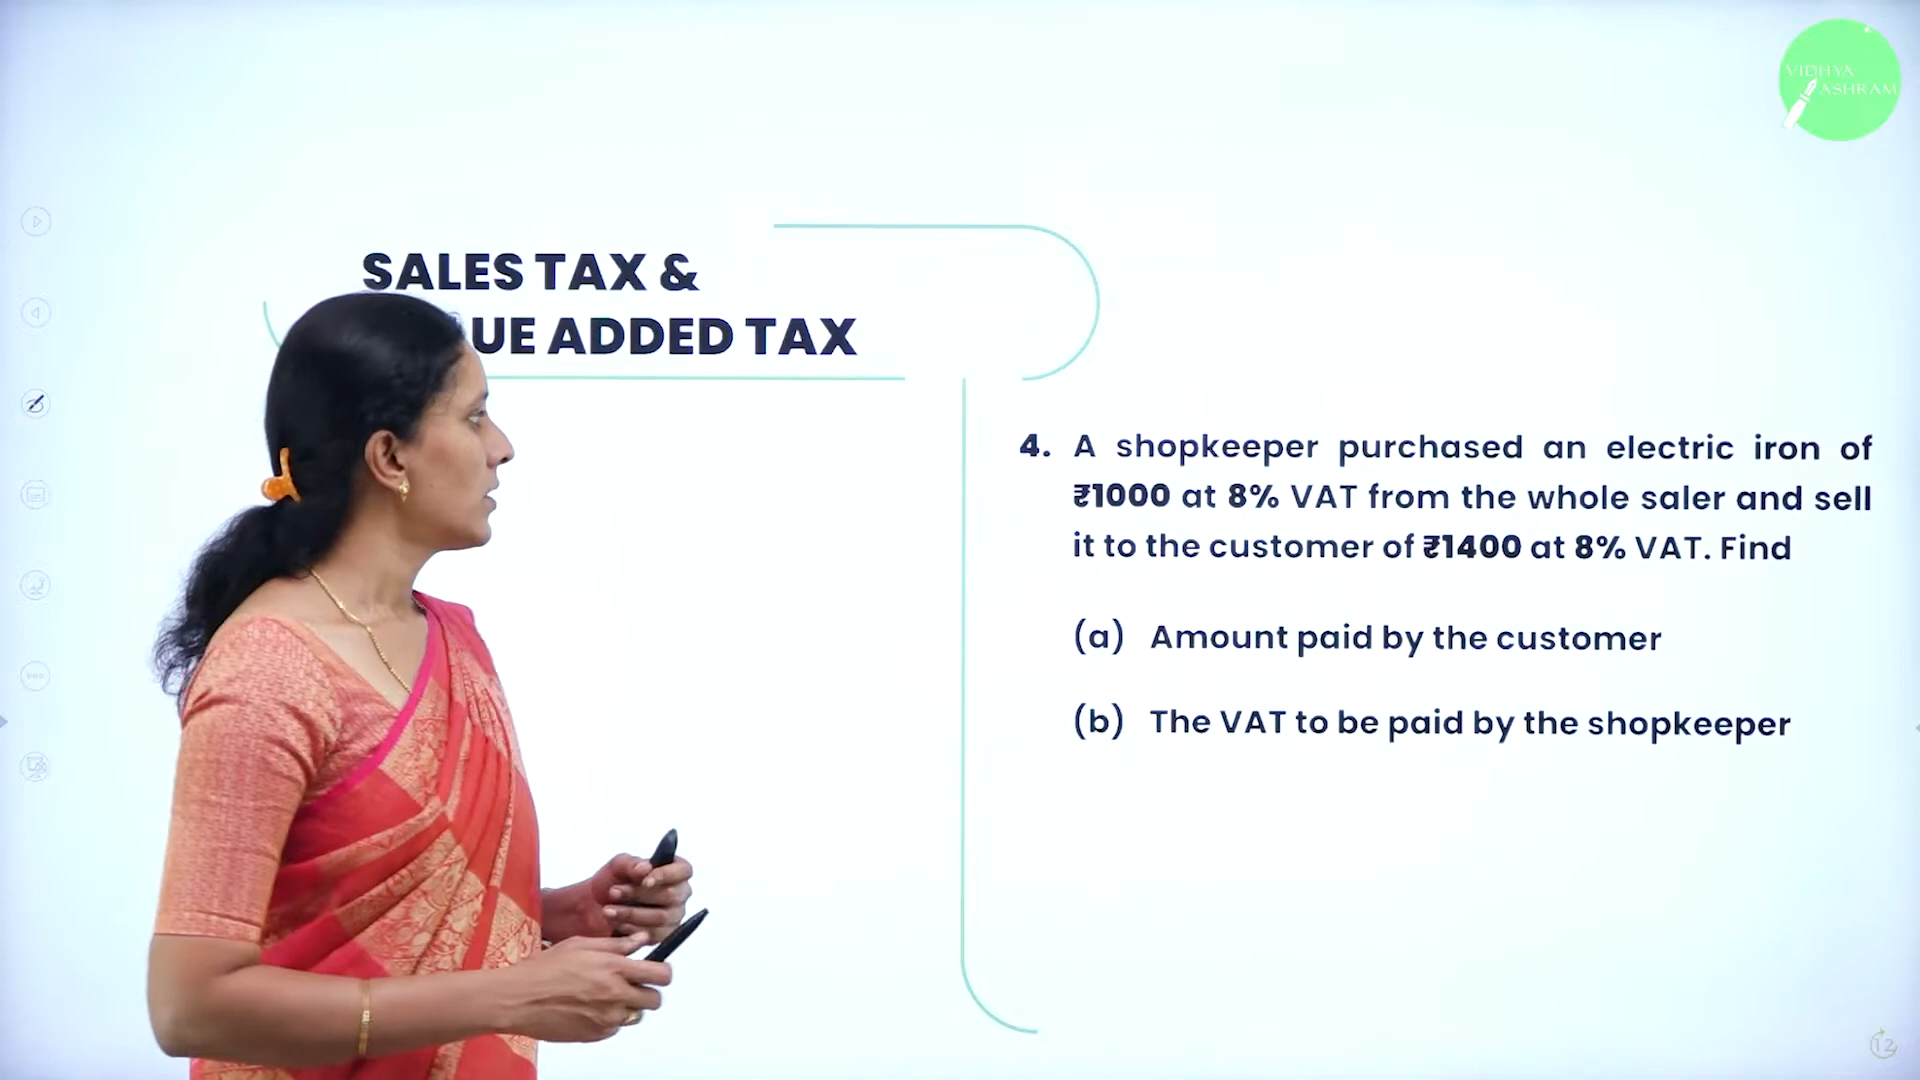 VIDHYA
ASHRAM
SALES TAX &
UE ADDED TAX
4. A shopkeeper purchased an electric iron of
₹1000 at 8% VAT from the whole saler and sell
it to the customer of ₹1400 at 8% VAT. Find
(a) Amount paid by the customer
(b) The VAT to be paid by the shopkeeper
12